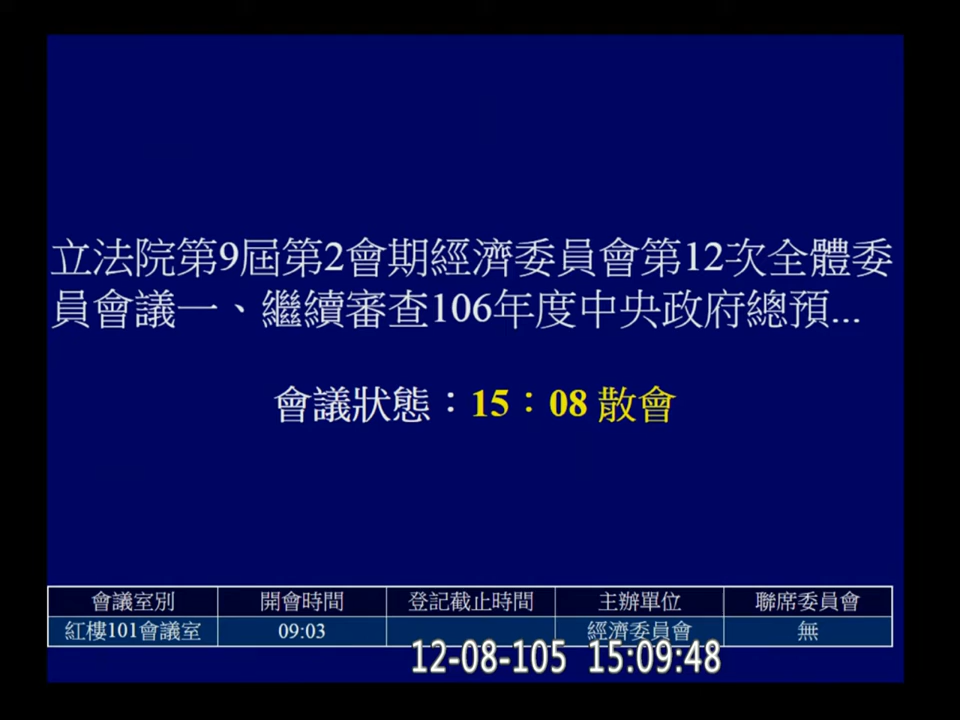 立法院第9屆第2會期經濟委員會第12次全體委
員會議一、繼續審查106年度中央政府總預...
會議狀態：15：08 散會
會議室別 開會時間 登記截止時間 主辦單位 聯席委員會
紅樓101會議室 09:03 經濟委員會 無
12-08-105 15:09:48